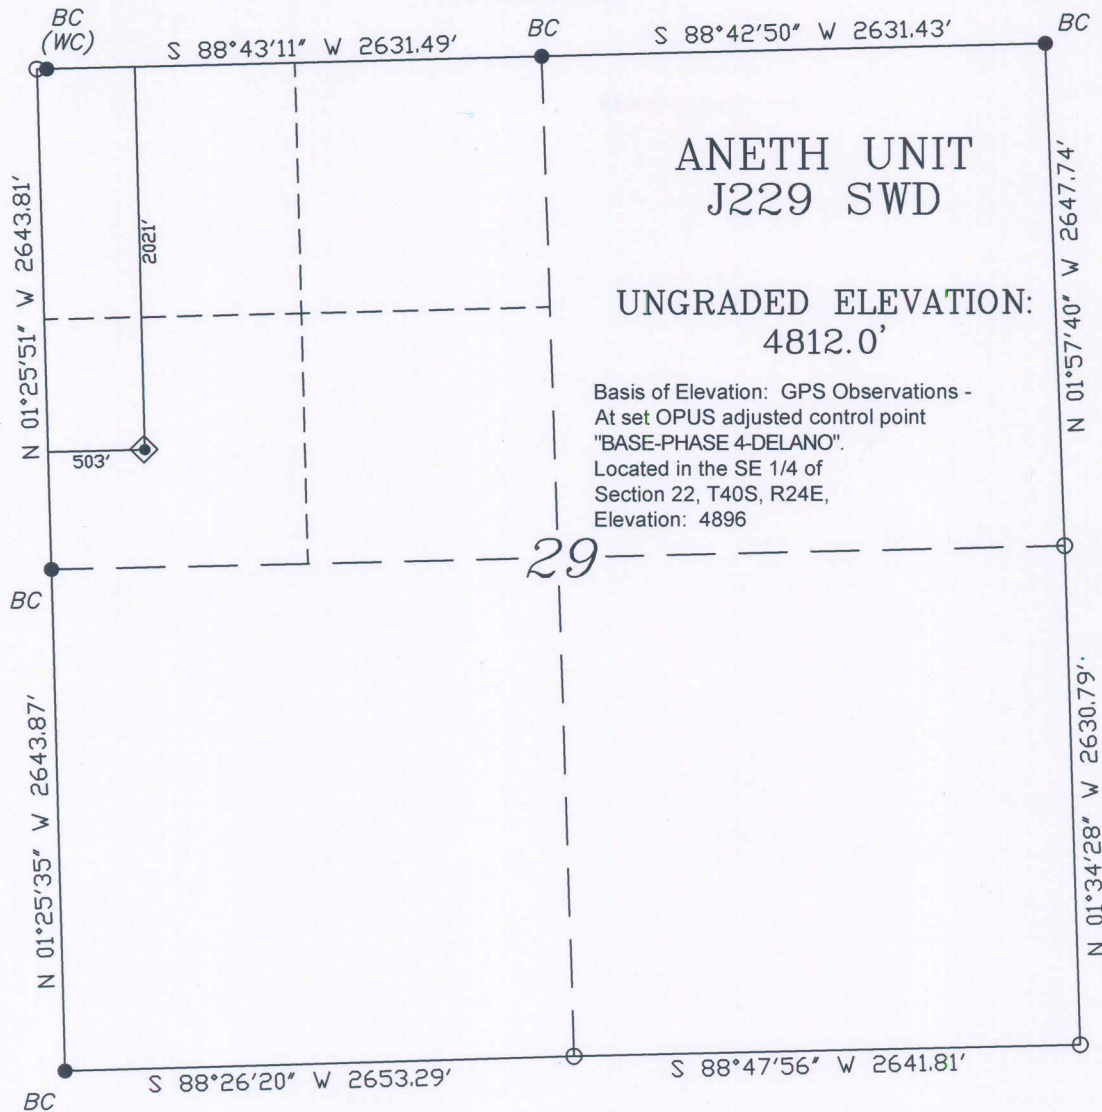 BC
(WC)
S 88°43'11" W 2631.49'
BC
S 88°42'50" W 2631.43'
BC
ANETH UNIT
J229 SWD
N 01°25'51" W 2643.81'
2021'
N 01°57'40" W 2647.74'
UNGRADED ELEVATION:
4812.0'
Basis of Elevation: GPS Observations -
At set OPUS adjusted control point
"BASE-PHASE 4-DELANO".
Located in the SE 1/4 of
Section 22, T40S, R24E,
Elevation: 4896
503'
29
BC
N 01°25'35" W 2643.87'
N 01°34'28" W 2630.79'
S 88°26'20" W 2653.29'
S 88°47'56" W 2641.81'
BC